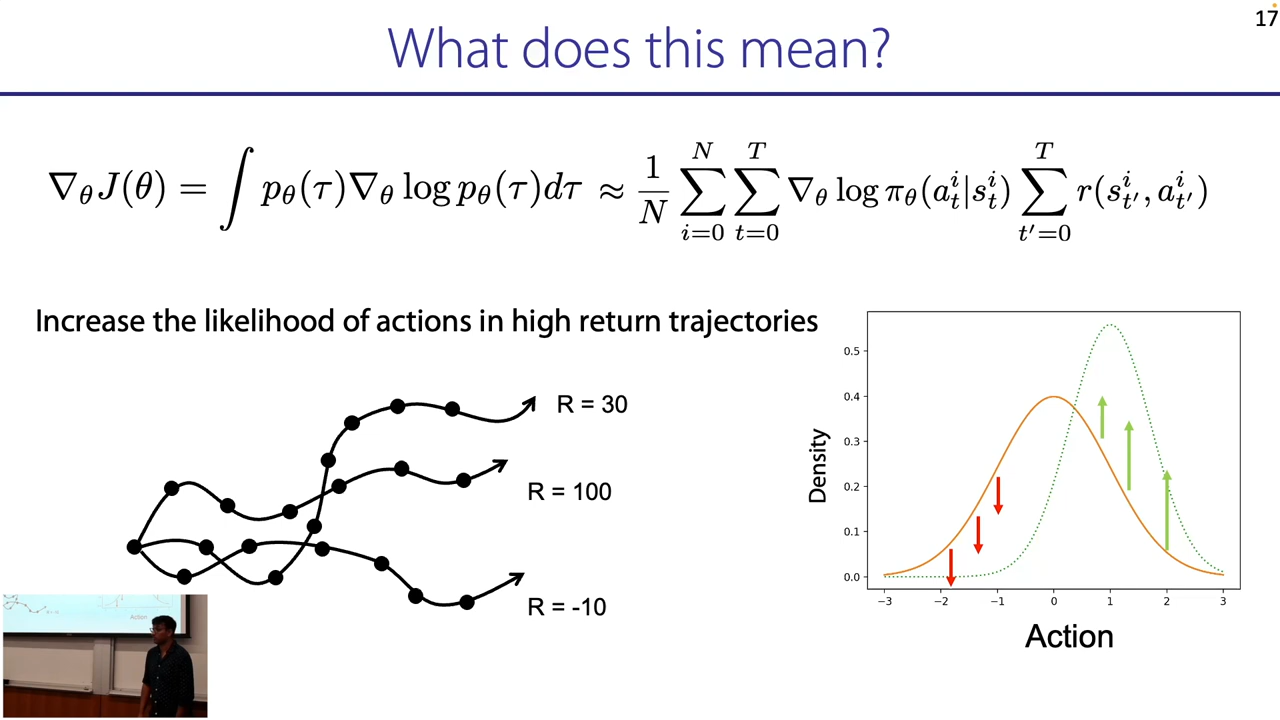 17
What does this mean?
∇θJ(θ) = ∫ pθ(τ)∇θ log pθ(τ)dτ ≈ 1/N ∑_{i=0}^{N} ∑_{t=0}^{T} ∇θ log πθ(a_t^i|s_t^i) ∑_{t'=0}^{T} r(s_{t'}^i, a_{t'}^i)
Increase the likelihood of actions in high return trajectories
R = 30
R = 100
R = -10
Density
0.5
0.4
0.3
0.2
0.1
0.0
−3 −2 −1 0 1 2 3
Action
Action